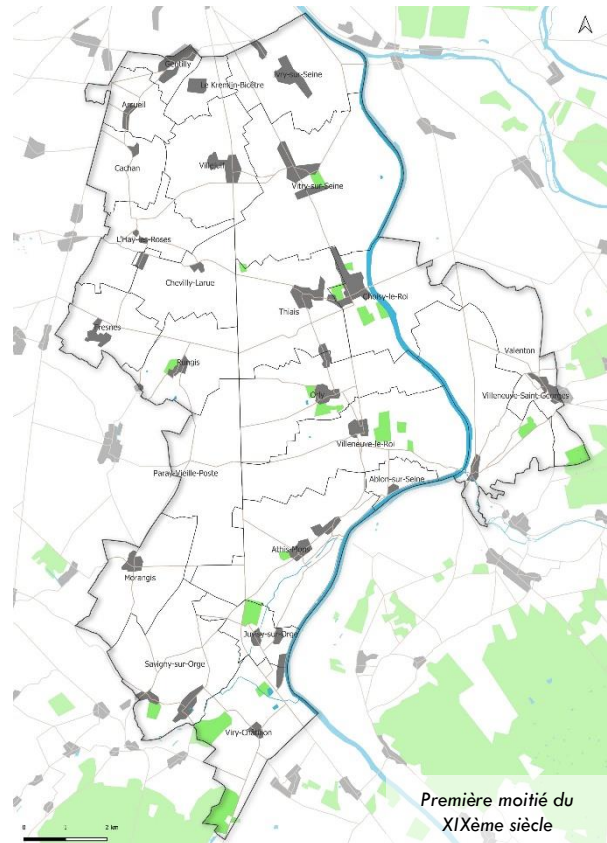 Gentilly
Le Kremlin-Bicêtre
Ivry-sur-Seine
Arcueil
Cachan
Villejuif
Vitry-sur-Seine
L'Haÿ-les-Roses
Chevilly-Larue
Thiais
Choisy-le-Roi
Fresnes
Rungis
Valenton
Villeneuve-Saint-Georges
Orly
Villeneuve-le-Roi
Paray-Vieille-Poste
Ablon-sur-Seine
Athis-Mons
Morangis
Juvisy-sur-Orge
Savigny-sur-Orge
Viry-Chatillon
Première moitié du
XIXème siècle
0 1 2 km